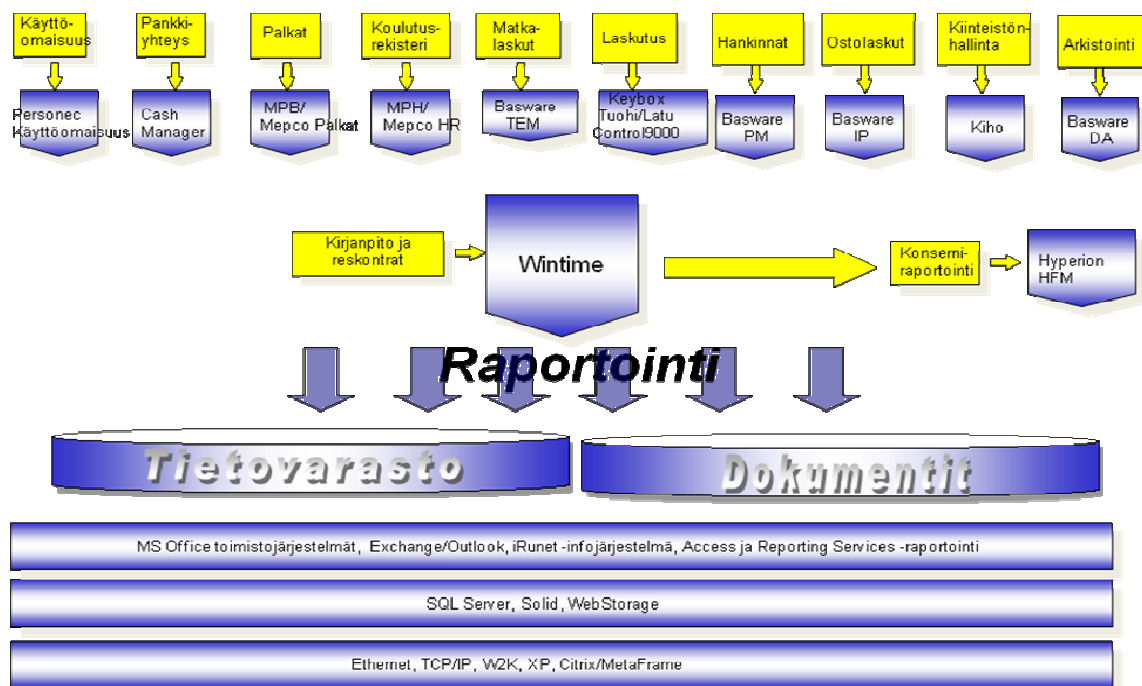 Käyttö-
omaisuus
Pankki-
yhteys
Palkat
Koulutus-
rekisteri
Matka-
laskut
Laskutus
Hankinnat
Ostolaskut
Kiinteistön-
hallinta
Arkistointi
Personec
Käyttöomaisuus
Cash
Manager
MPB/
Mepco Palkat
MPH/
Mepco HR
Basware
TEM
Keybox
Tuohi/Latu
Control9000
Basware
PM
Basware
IP
Kiho
Basware
DA
Kirjanpito ja
reskontrat
Wintime
Konserni-
raportointi
Hyperion
HFM
Raportointi
Tietovarasto
Dokumentit
MS Office toimistojärjestelmät, Exchange/Outlook, iRunet -infojärjestelmä, Access ja Reporting Services -raportointi
SQL Server, Solid, WebStorage
Ethernet, TCP/IP, W2K, XP, Citrix/MetaFrame